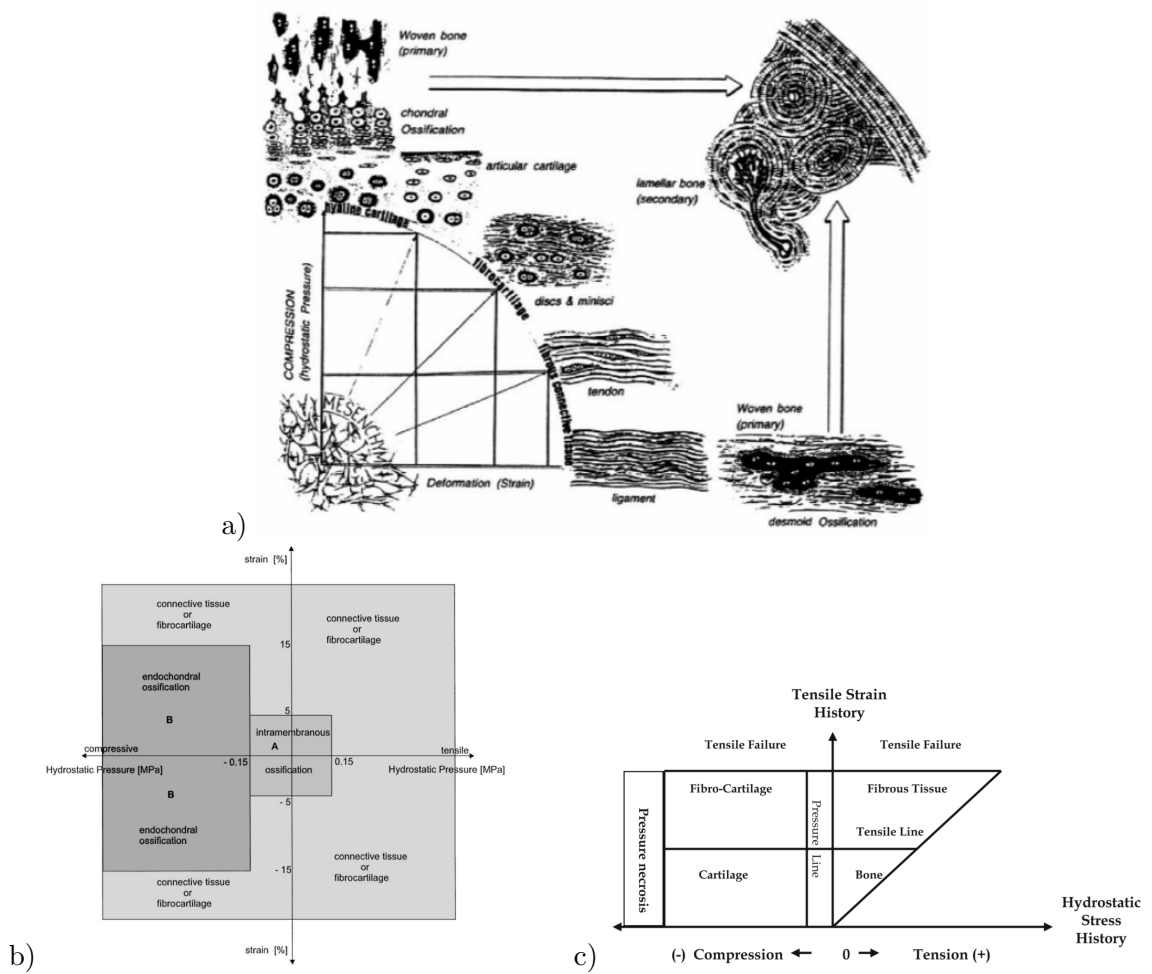 Woven bone
(primary)
chondral
Ossification
articular cartilage
hyaline cartilage
lamellar bone
(secondary)
COMPRESSION
(hydrostatic Pressure)
fibrocartilage
discs & minisci
fibrous connective
tendon
MESENCHYM
Woven bone
(primary)
Deformation (Strain)
ligament
desmoid Ossification
a)
strain [%]
connective tissue
or
fibrocartilage
connective tissue
or
fibrocartilage
15
endochondral
ossification
B
5
intramembranous
A
compressive
tensile
Hydrostatic Pressure [MPa]
- 0.15
0.15
Hydrostatic Pressure [MPa]
ossification
B
- 5
endochondral
ossification
connective tissue
or
fibrocartilage
- 15
connective tissue
or
fibrocartilage
strain [%]
b)
Tensile Strain
History
Tensile Failure
Tensile Failure
Fibro-Cartilage
Fibrous Tissue
Pressure necrosis
Pressure Line
Tensile Line
Cartilage
Bone
Hydrostatic
Stress
History
(-) Compression
0
Tension (+)
c)